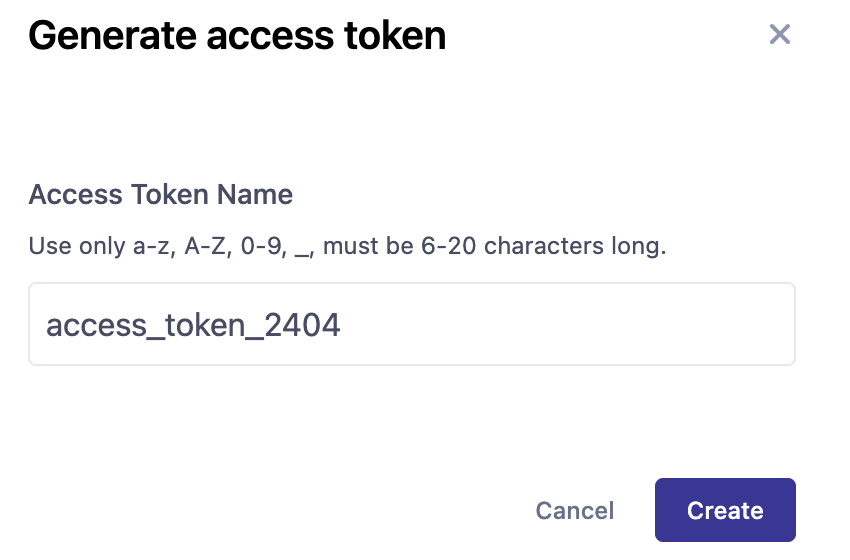 Generate access token
Access Token Name
Use only a-z, A-Z, 0-9, _, must be 6-20 characters long.
access_token_2404
Cancel
Create